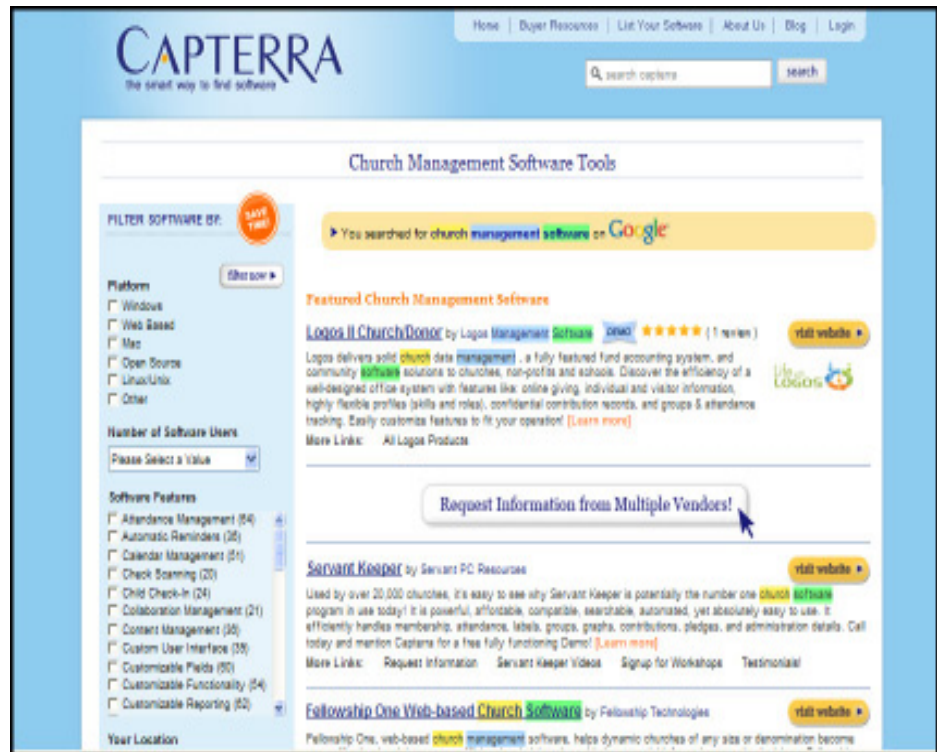 Home | Buyer Resources | List Your Software | About Us | Blog | Login
CAPTERRA
the smart way to find software
search capterra
search
Church Management Software Tools
FILTER SOFTWARE BY:
SAVE TIME!
filter now
Platform
Windows
Web Based
Mac
Open Source
Linux/Unix
Other
Number of Software Users
Please Select a Value
Software Features
Attendance Management (64)
Automatic Reminders (36)
Calendar Management (51)
Check Scanning (20)
Child Check-In (24)
Collaboration Management (21)
Content Management (36)
Custom User Interface (39)
Customizable Fields (60)
Customizable Functionality (54)
Customizable Reporting (62)
Your Location
You searched for church management software on Google
Featured Church Management Software
Logos II Church/Donor by Logos Management Software DEMO ( 1 review )
visit website
Logos delivers solid church data management , a fully featured fund accounting system, and
community software solutions to churches, non-profits and schools. Discover the efficiency of a
well-designed office system with features like: online giving, individual and visitor information,
highly flexible profiles (skills and roles), confidential contribution records, and groups & attendance
tracking. Easily customize features to fit your operation! [Learn more]
LOGOS
More Links: All Logos Products
Request Information from Multiple Vendors!
Servant Keeper by Servant PC Resources
visit website
Used by over 20,000 churches, it's easy to see why Servant Keeper is potentially the number one church software
program in use today! It is powerful, affordable, compatible, searchable, automated, yet absolutely easy to use. It
efficiently handles membership, attendance, labels, groups, graphs, contributions, pledges, and administration details. Call
today and mention Capterra for a free fully functioning Demo! [Learn more]
More Links: Request Information Servant Keeper Videos Signup for Workshops Testimonials!
Fellowship One Web-based Church Software by Fellowship Technologies
visit website
Fellowship One, web-based church management software, helps dynamic churches of any size or denomination become